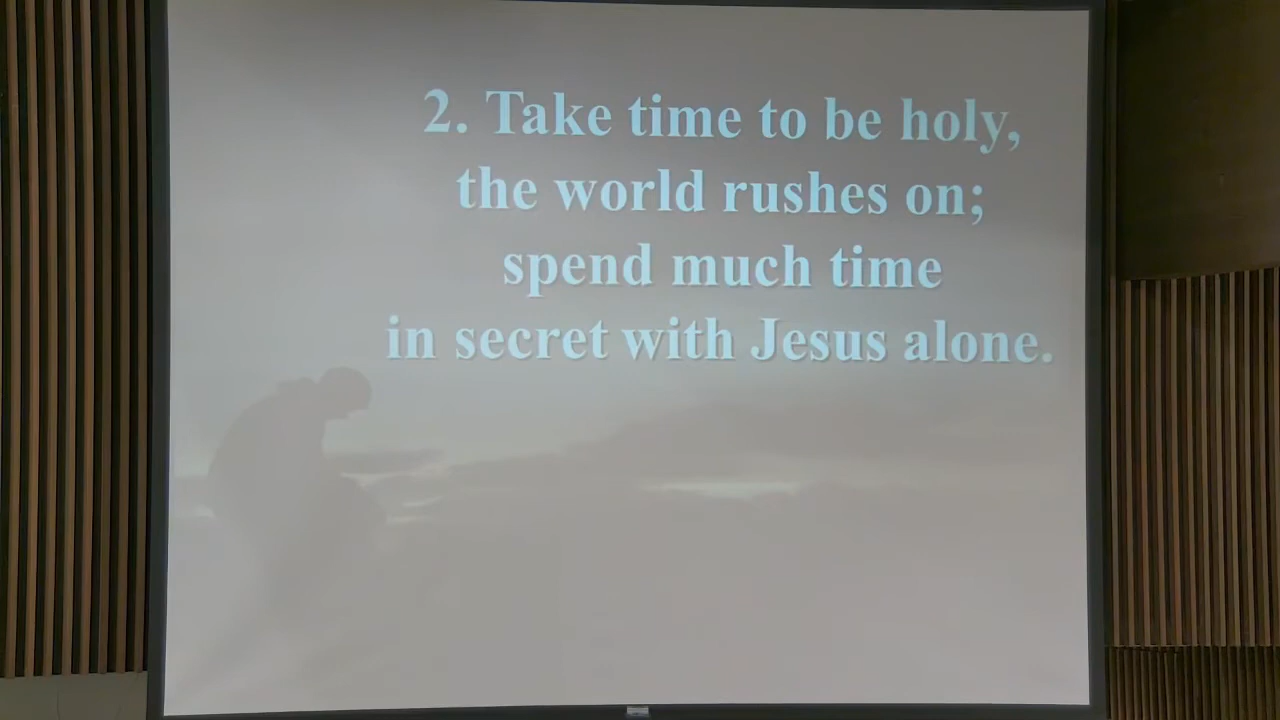 2. Take time to be holy,
the world rushes on;
spend much time
in secret with Jesus alone.